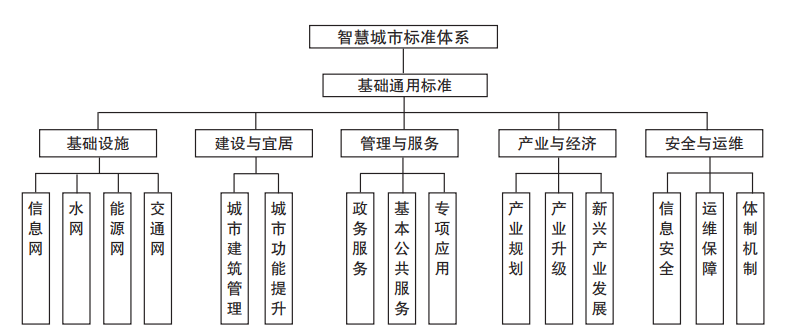 智慧城市标准体系
基础通用标准
基础设施
建设与宜居
管理与服务
产业与经济
安全与运维
信息网
水网
能源网
交通网
城市建筑管理
城市功能提升
政务服务
基本公共服务
专项应用
产业规划
产业升级
新兴产业发展
信息安全
运维保障
体制机制